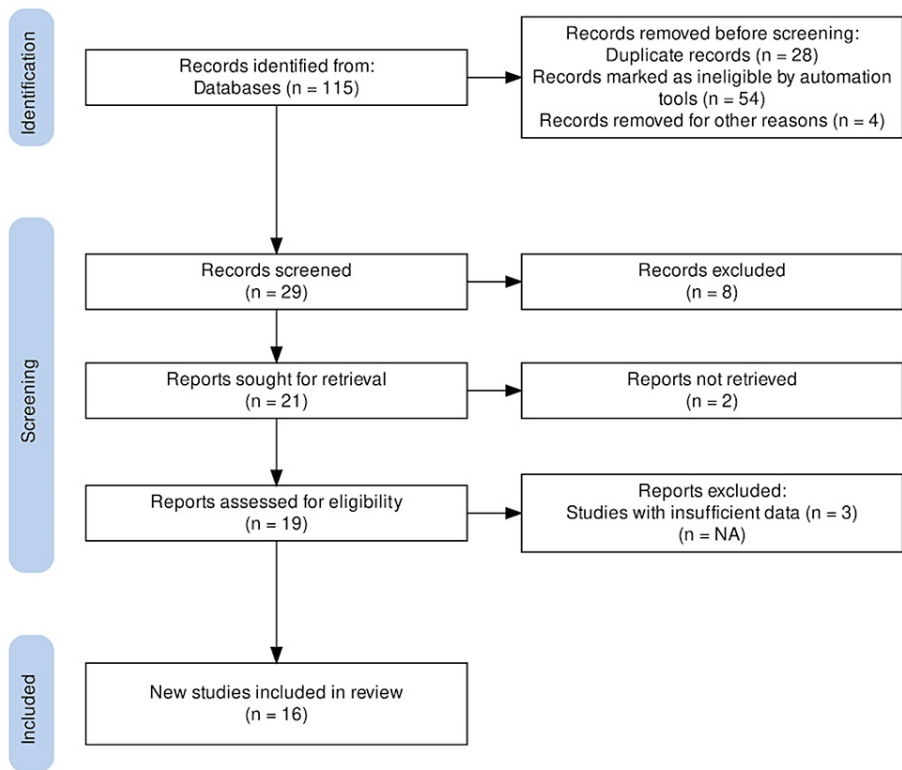 Identification
Records identified from:
Databases (n = 115)
Records removed before screening:
Duplicate records (n = 28)
Records marked as ineligible by automation
tools (n = 54)
Records removed for other reasons (n = 4)
Screening
Records screened
(n = 29)
Records excluded
(n = 8)
Reports sought for retrieval
(n = 21)
Reports not retrieved
(n = 2)
Reports assessed for eligibility
(n = 19)
Reports excluded:
Studies with insufficient data (n = 3)
(n = NA)
Included
New studies included in review
(n = 16)